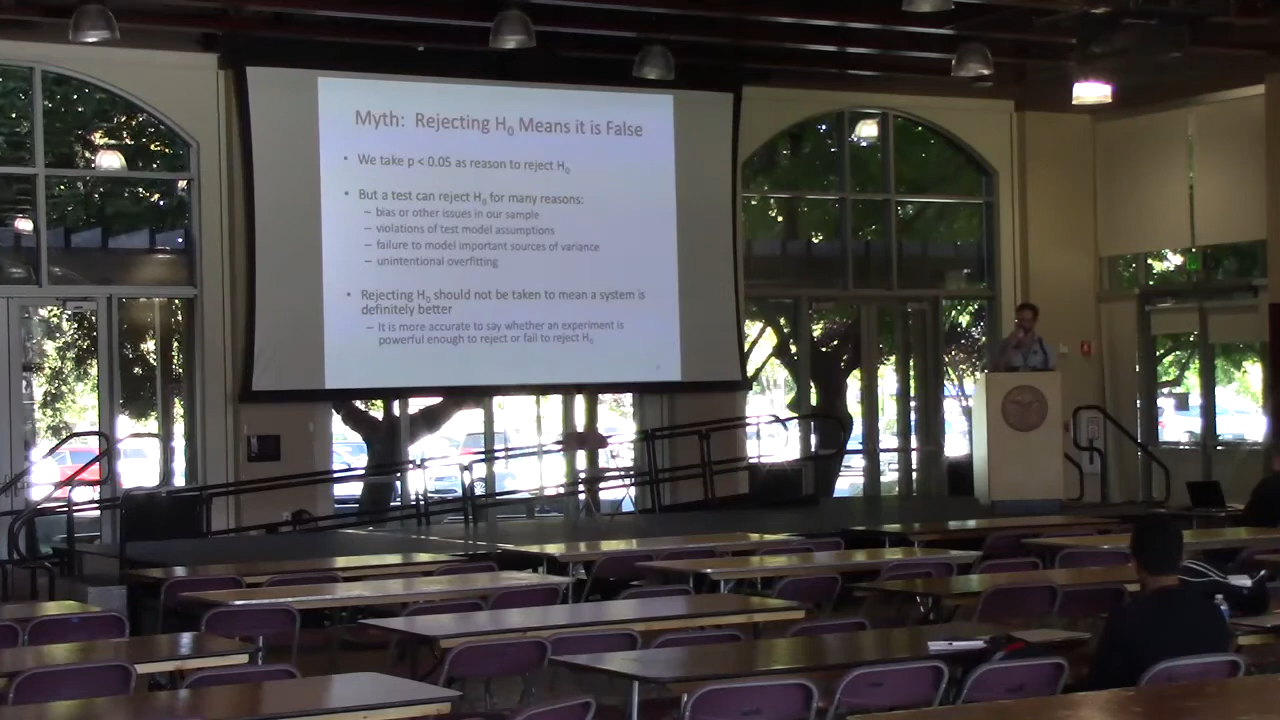 Myth: Rejecting H0 Means it is False
• We take p < 0.05 as reason to reject H0
• But a test can reject H0 for many reasons:
– bias or other issues in our sample
– violations of test model assumptions
– failure to model important sources of variance
– unintentional overfitting
• Rejecting H0 should not be taken to mean a system is
definitely better
– It is more accurate to say whether an experiment is
powerful enough to reject or fail to reject H0